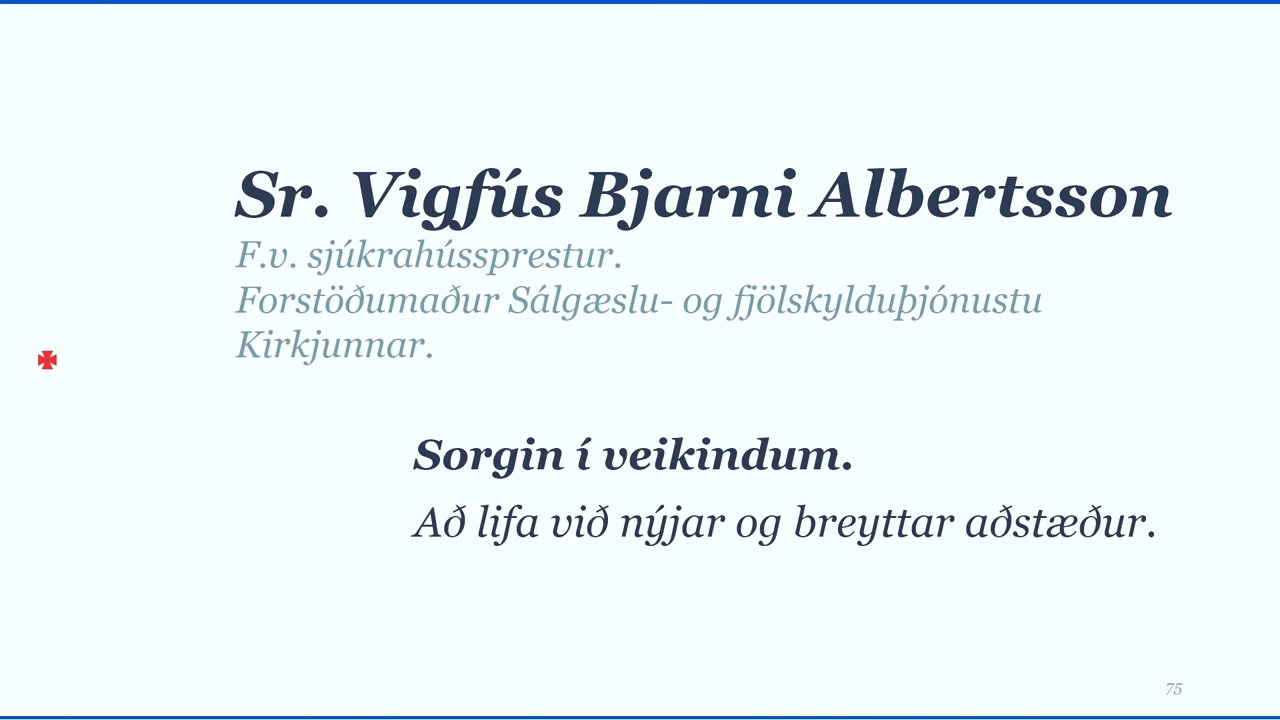 Sr. Vigfús Bjarni Albertsson
F.v. sjúkrahússprestur.
Forstöðumaður Sálgæslu- og fjölskylduþjónustu
Kirkjunnar.
Sorgin í veikindum.
Að lifa við nýjar og breyttar aðstæður.
75